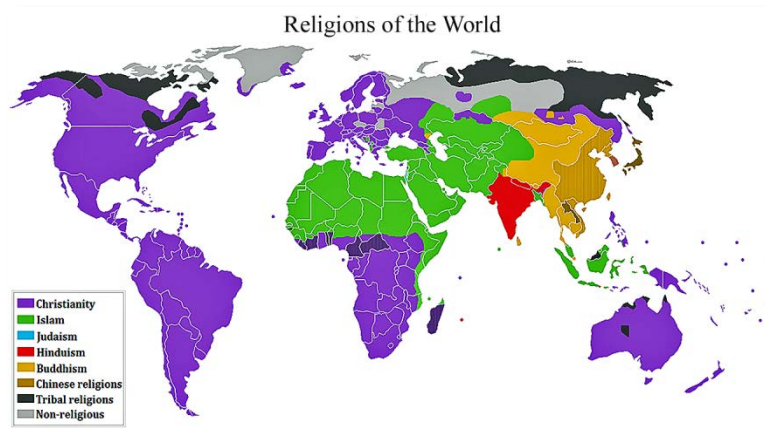 Religions of the World
Christianity
Islam
Judaism
Hinduism
Buddhism
Chinese religions
Tribal religions
Non-religious